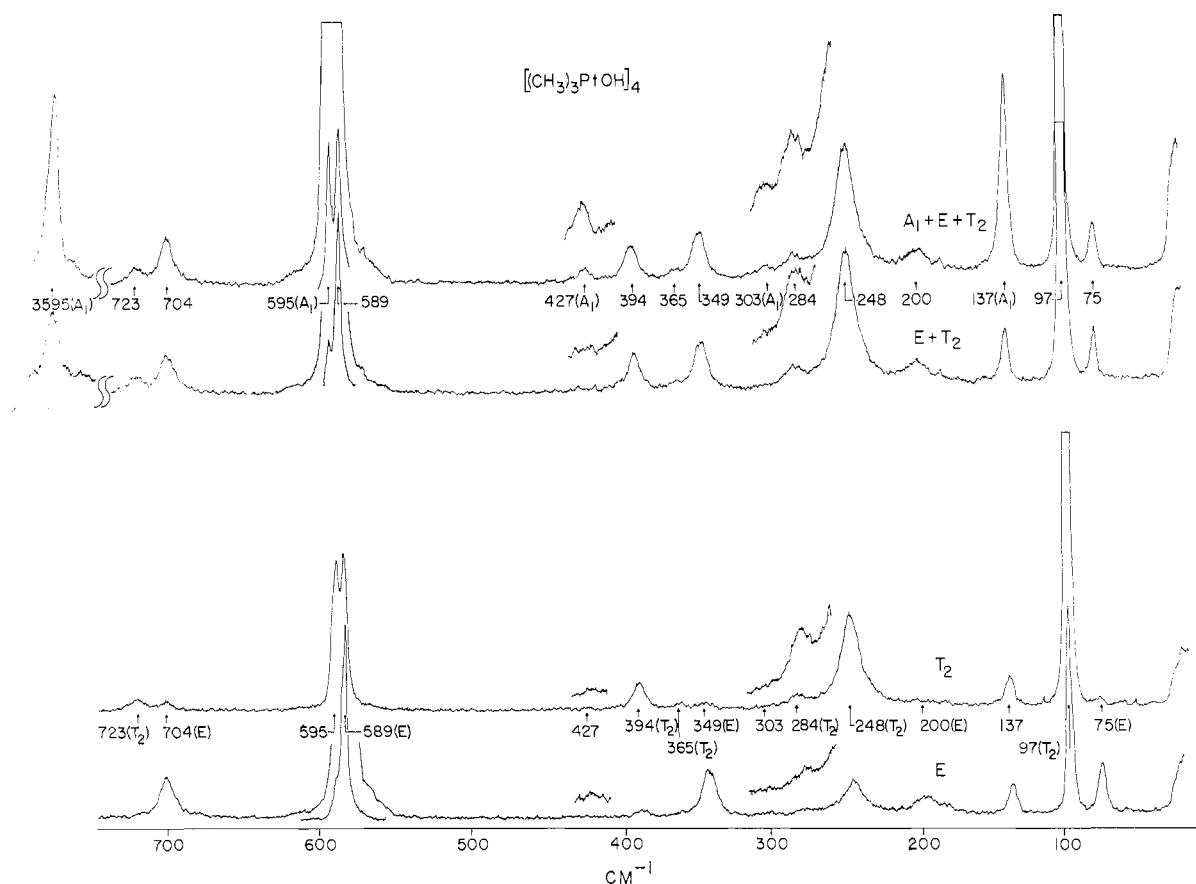 [(CH₃)₃PtOH]₄
A₁+E+T₂
3595(A₁) 723 704 595(A₁) 589 427(A₁) 394 365 349 303(A₁) 284 248 200 137(A₁) 97 75
E+T₂
T₂
723(T₂) 704(E) 595 589(E) 427 394(T₂) 349(E) 303 284(T₂) 248(T₂) 200(E) 137 75(E)
365(T₂) 97(T₂)
E
700 600 500 400 300 200 100
CM⁻¹